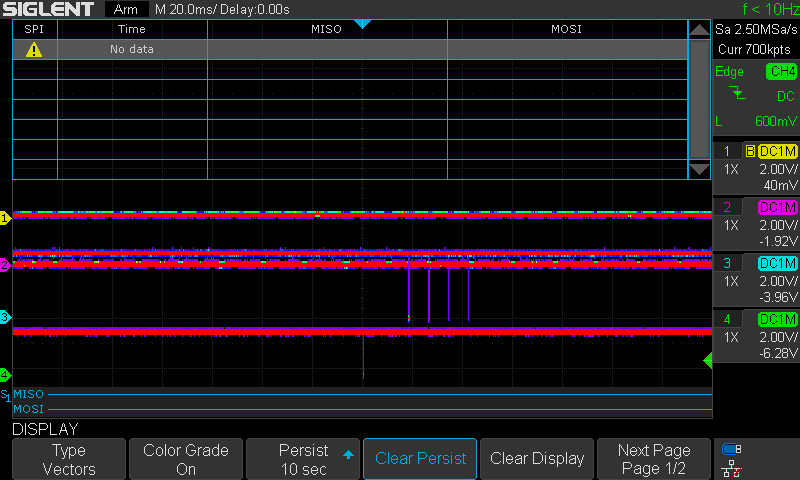 SIGLENT Arm M 20.0ms/ Delay:0.00s f < 10Hz
SPI Time MISO MOSI
No data
Sa 2.50MSa/s
Curr 700kpts
Edge CH4
DC
L 600mV
1 B DC1M
1X 2.00V/
40mV
2 DC1M
1X 2.00V/
-1.92V
3 DC1M
1X 2.00V/
-3.96V
4 DC1M
1X 2.00V/
-6.28V
1
2
3
4
S1 MISO
MOSI
DISPLAY
Type
Vectors
Color Grade
On
Persist
10 sec
Clear Persist
Clear Display
Next Page
Page 1/2